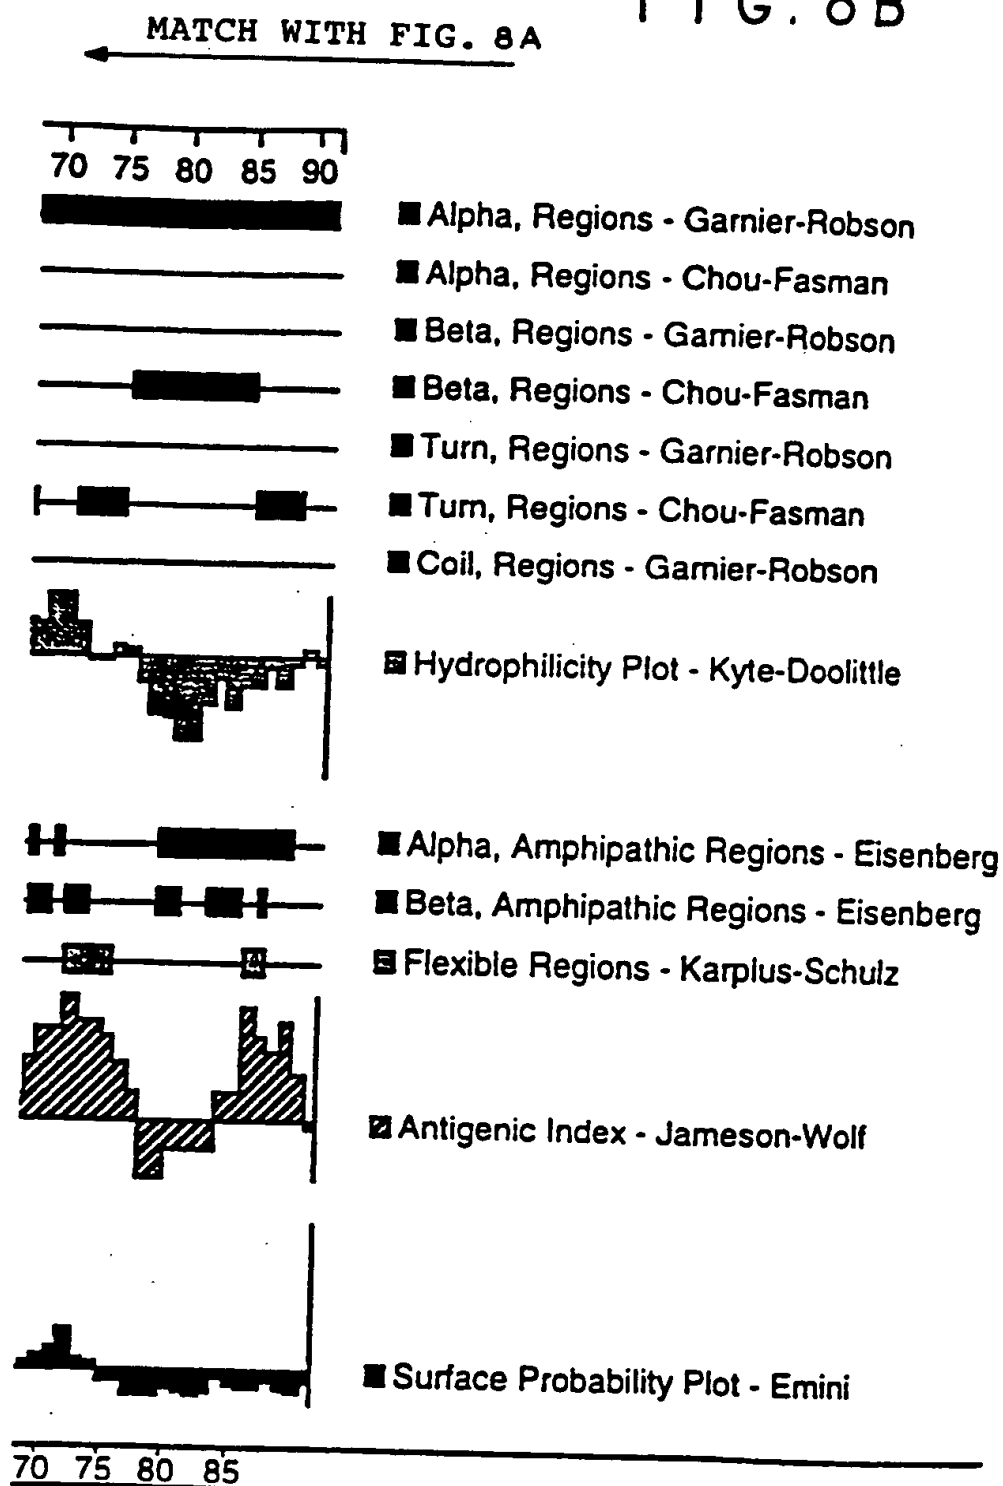 FIG. 8B
MATCH WITH FIG. 8A
70 75 80 85 90
Alpha, Regions - Garnier-Robson
Alpha, Regions - Chou-Fasman
Beta, Regions - Garnier-Robson
Beta, Regions - Chou-Fasman
Turn, Regions - Garnier-Robson
Turn, Regions - Chou-Fasman
Coil, Regions - Garnier-Robson
Hydrophilicity Plot - Kyte-Doolittle
Alpha, Amphipathic Regions - Eisenberg
Beta, Amphipathic Regions - Eisenberg
Flexible Regions - Karplus-Schulz
Antigenic Index - Jameson-Wolf
Surface Probability Plot - Emini
70 75 80 85